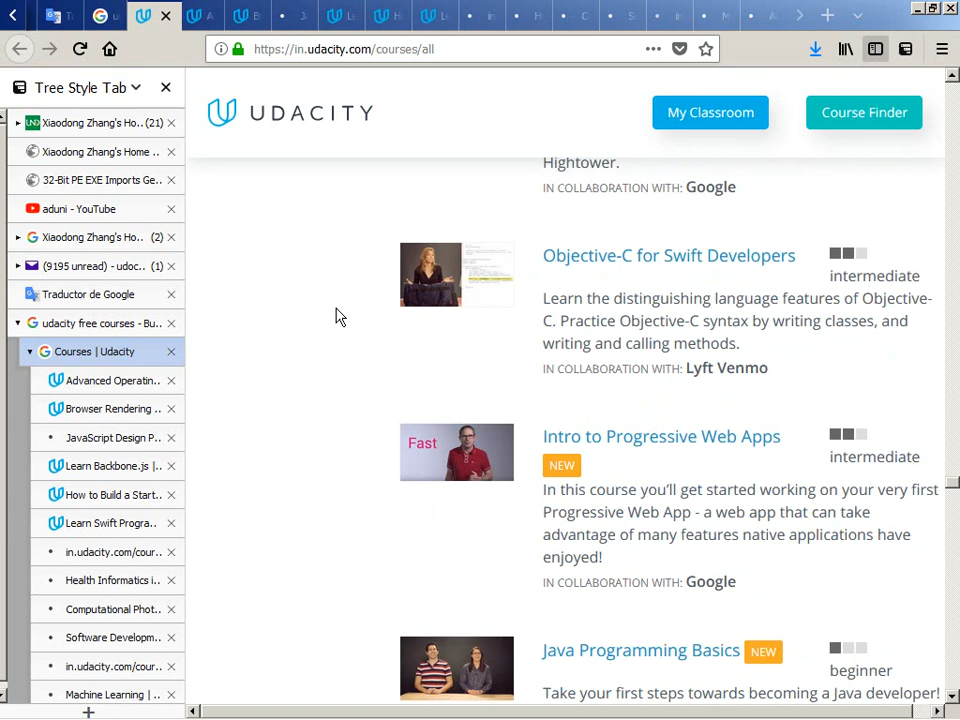 https://in.udacity.com/courses/all
Tree Style Tab
Xiaodong Zhang's Ho.. (21)
Xiaodong Zhang's Home ..
32-Bit PE EXE Imports Ge..
aduni - YouTube
Xiaodong Zhang's Ho.. (2)
(9195 unread) - udoc.. (1)
Traductor de Google
udacity free courses - Bu..
Courses | Udacity
Advanced Operatin..
Browser Rendering ..
JavaScript Design P..
Learn Backbone.js |..
How to Build a Start..
Learn Swift Progra..
in.udacity.com/cour..
Health Informatics i..
Computational Phot..
Software Developm..
in.udacity.com/cour..
Machine Learning | ..
UDACITY
My Classroom
Course Finder
Hightower.
IN COLLABORATION WITH: Google
Objective-C for Swift Developers
intermediate
Learn the distinguishing language features of Objective-
C. Practice Objective-C syntax by writing classes, and
writing and calling methods.
IN COLLABORATION WITH: Lyft Venmo
Fast
Intro to Progressive Web Apps
NEW
intermediate
In this course you’ll get started working on your very first
Progressive Web App - a web app that can take
advantage of many features native applications have
enjoyed!
IN COLLABORATION WITH: Google
Java Programming Basics NEW
beginner
Take your first steps towards becoming a Java developer!